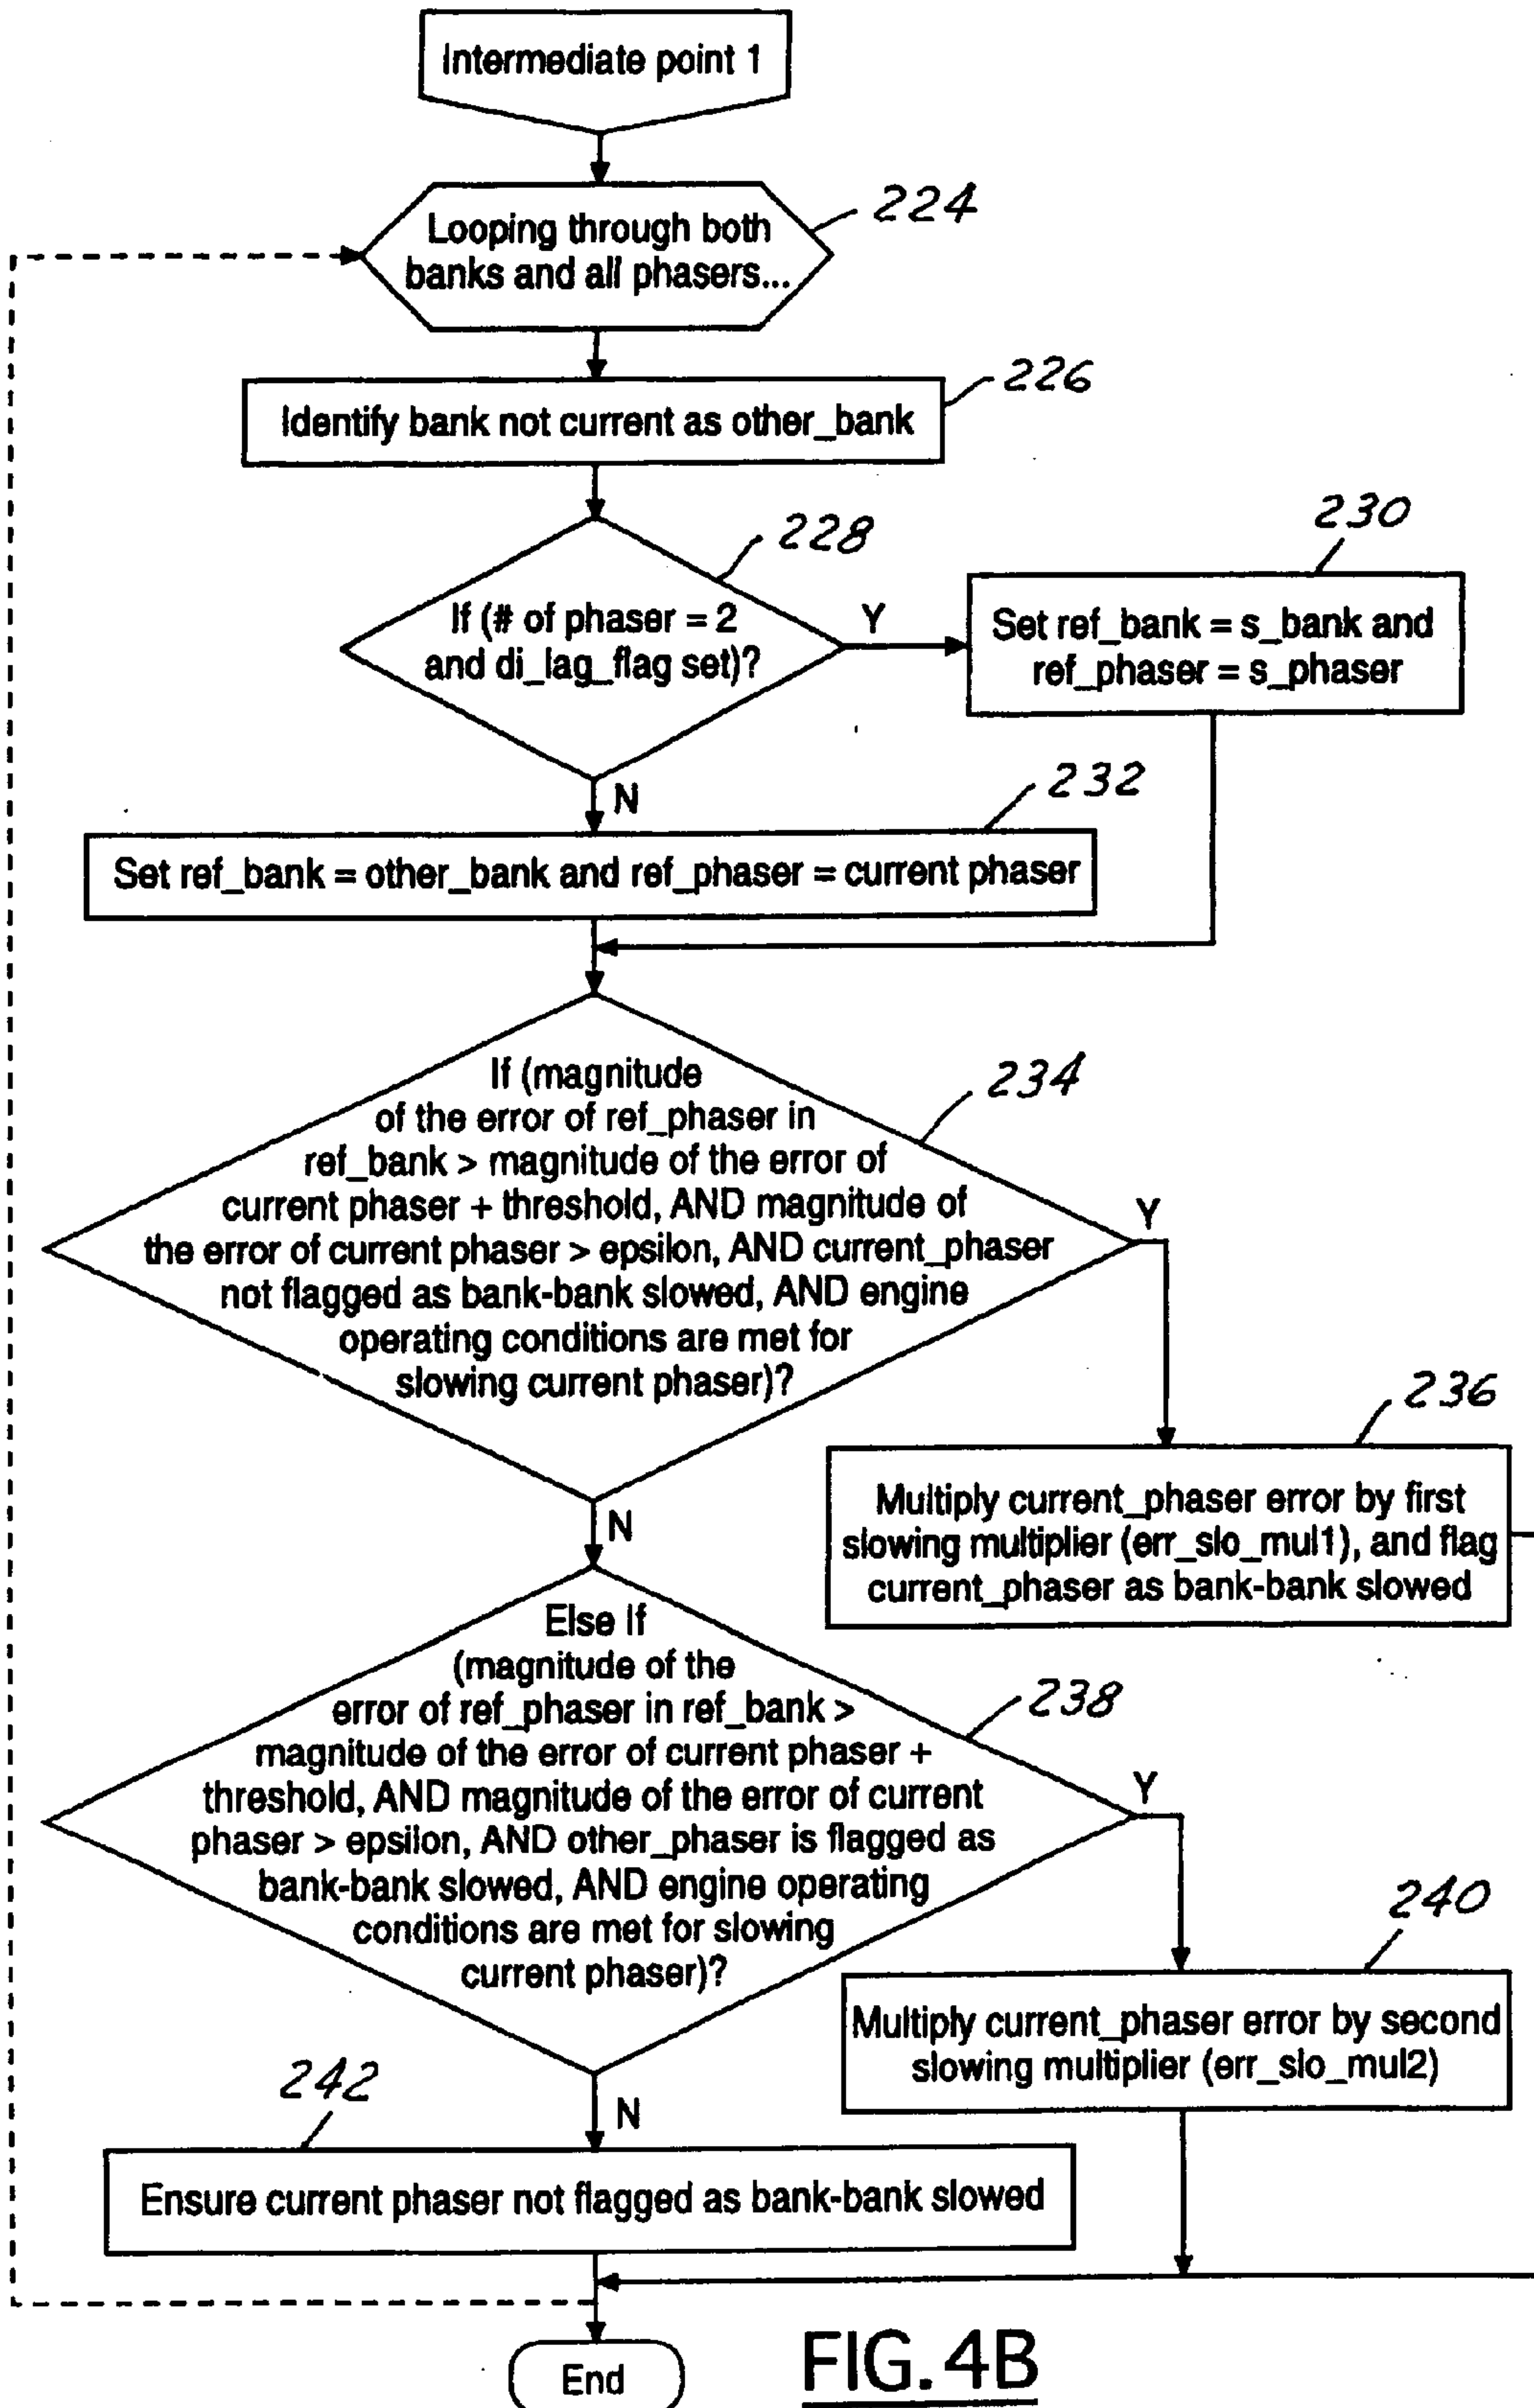 Intermediate point 1
224
Looping through both
banks and all phasers...
226
Identify bank not current as other_bank
228
If (# of phaser = 2
and di_lag_flag set)?
Y
230
Set ref_bank = s_bank and
ref_phaser = s_phaser
N
232
Set ref_bank = other_bank and ref_phaser = current phaser
234
If (magnitude
of the error of ref_phaser in
ref_bank > magnitude of the error of
current phaser + threshold, AND magnitude of
the error of current phaser > epsilon, AND current_phaser
not flagged as bank-bank slowed, AND engine
operating conditions are met for
slowing current phaser)?
Y
236
Multiply current_phaser error by first
slowing multiplier (err_slo_mul1), and flag
current_phaser as bank-bank slowed
N
238
Else If
(magnitude of the
error of ref_phaser in ref_bank >
magnitude of the error of current phaser +
threshold, AND magnitude of the error of current
phaser > epsilon, AND other_phaser is flagged as
bank-bank slowed, AND engine operating
conditions are met for slowing
current phaser)?
Y
240
Multiply current_phaser error by second
slowing multiplier (err_slo_mul2)
N
242
Ensure current phaser not flagged as bank-bank slowed
End
FIG. 4B